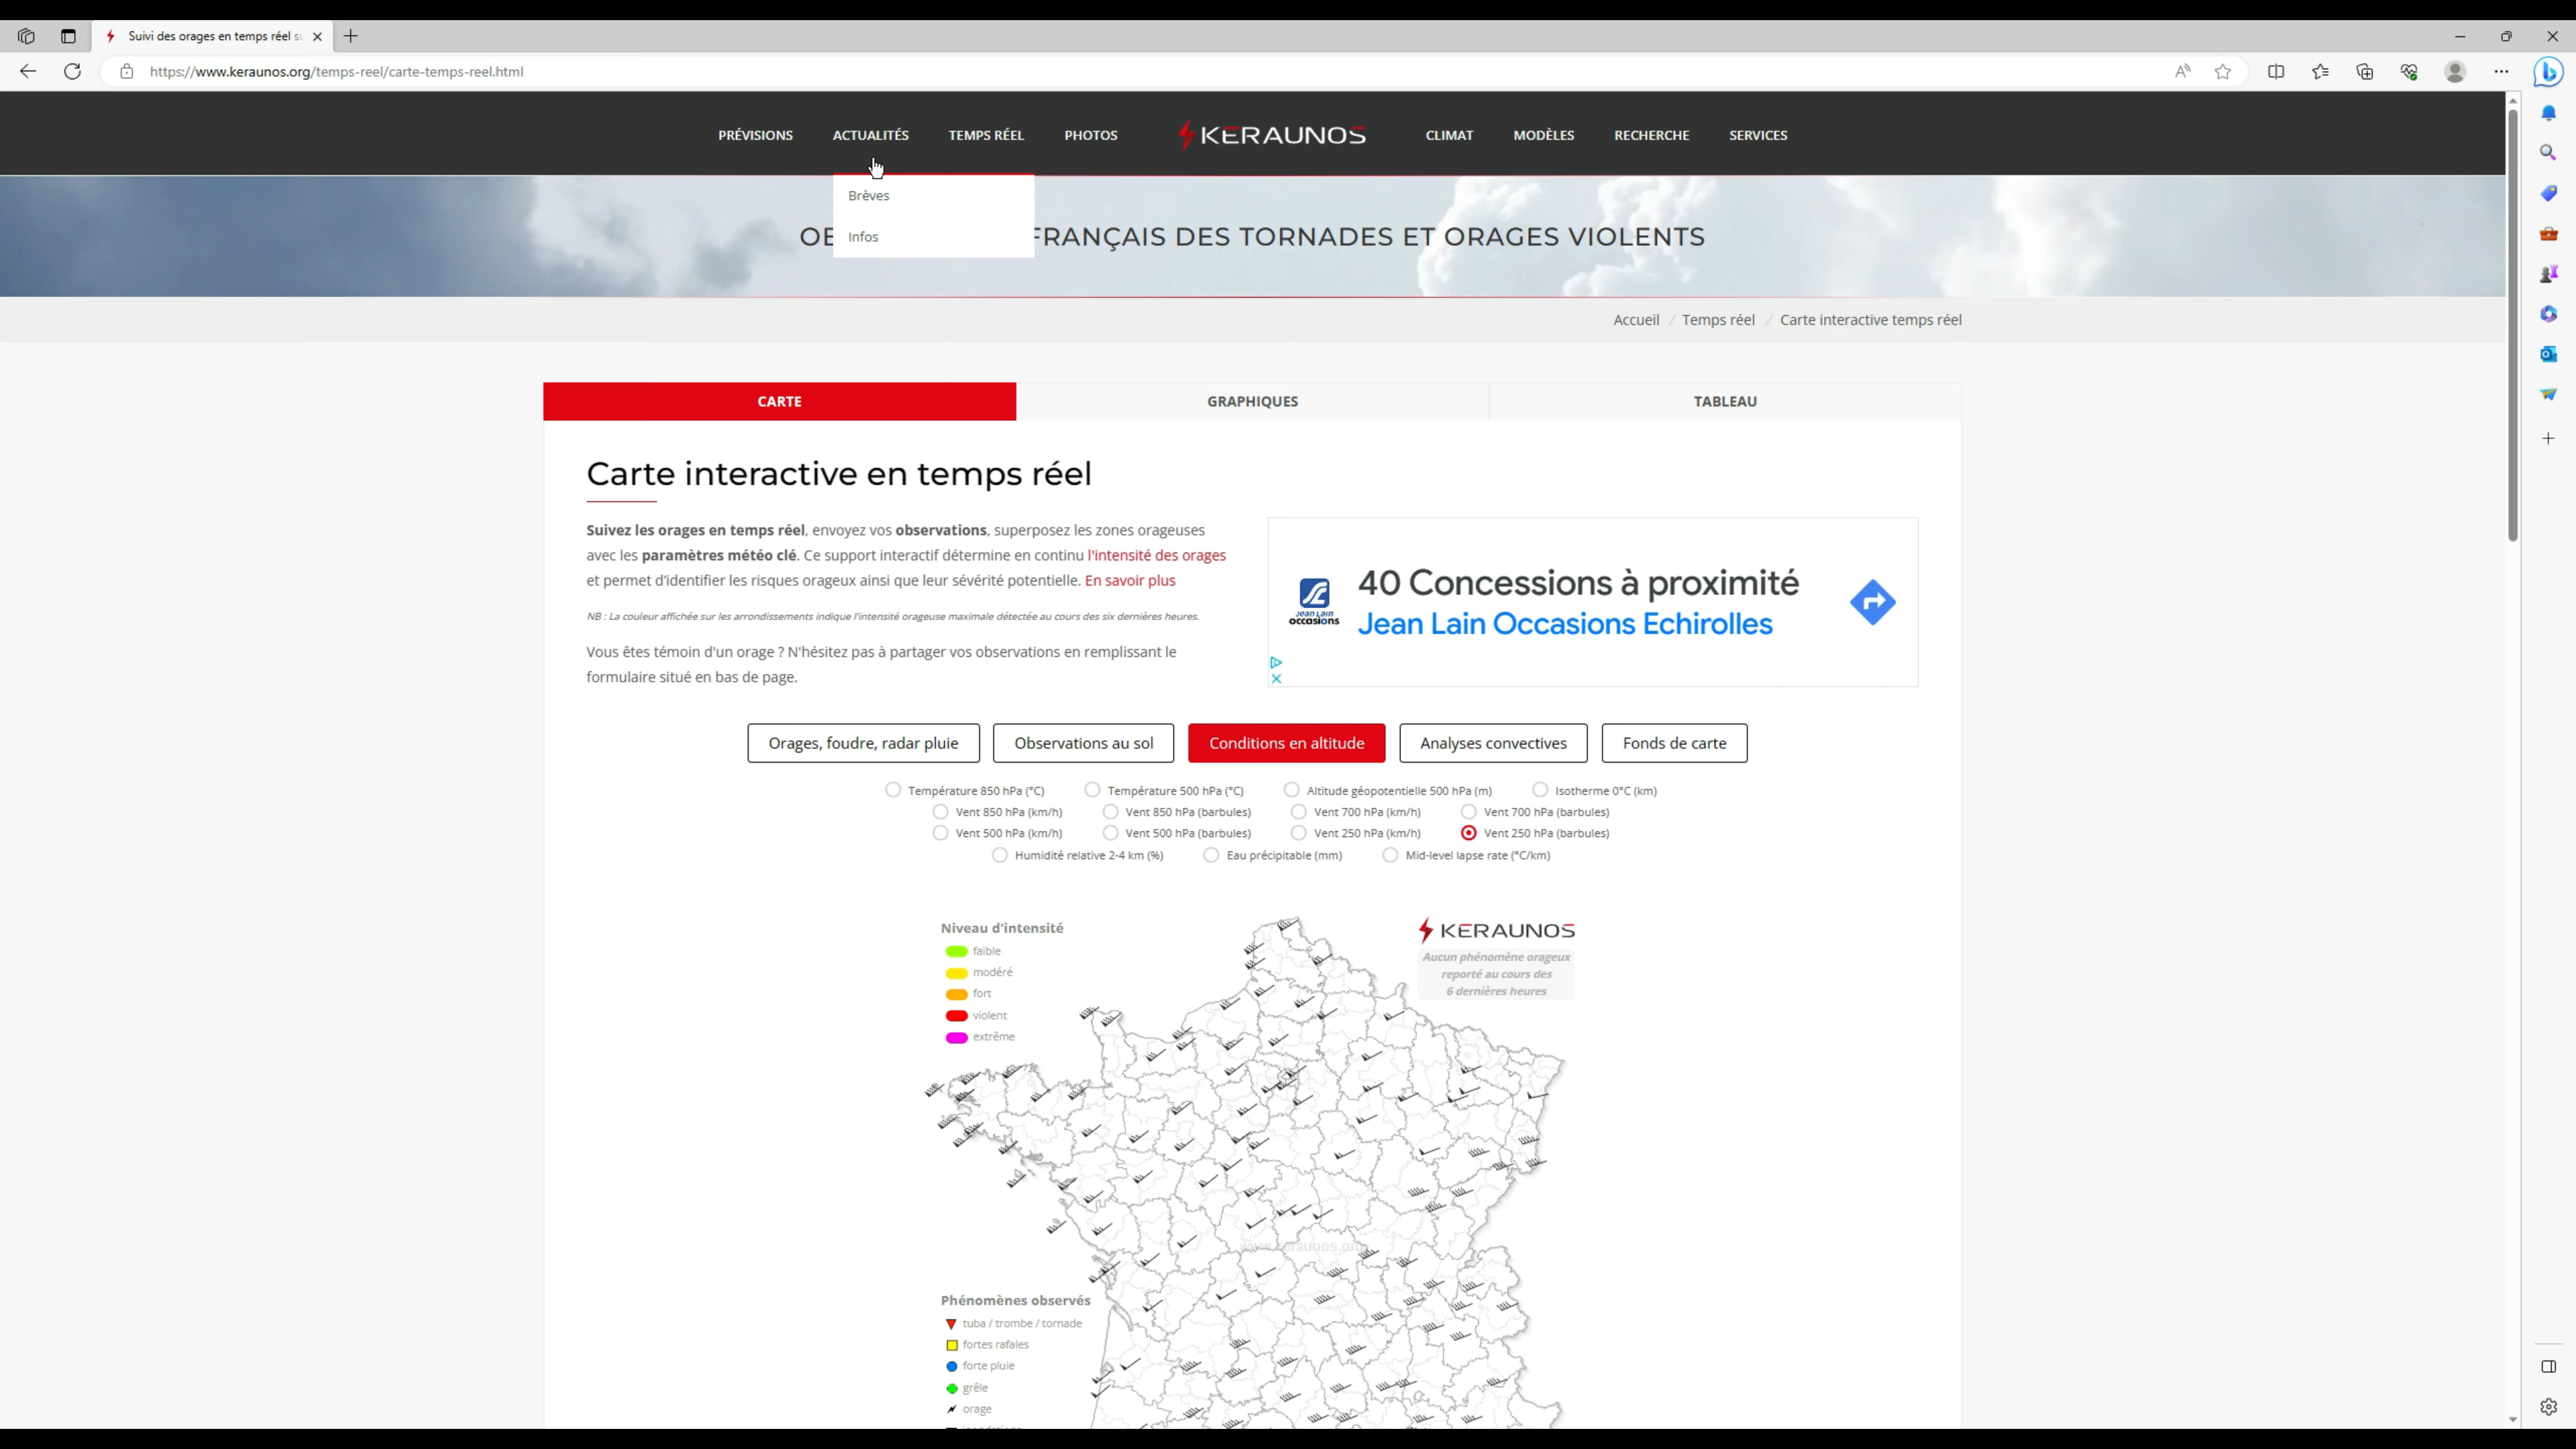 Suivi des orages en temps réel s
https://www.keraunos.org/temps-reel/carte-temps-reel.html
PRÉVISIONS ACTUALITÉS TEMPS RÉEL PHOTOS KERAUNOS CLIMAT MODÈLES RECHERCHE SERVICES
Brèves
Infos
FRANÇAIS DES TORNADES ET ORAGES VIOLENTS
Accueil / Temps réel / Carte interactive temps réel
CARTE GRAPHIQUES TABLEAU
Carte interactive en temps réel
Suivez les orages en temps réel, envoyez vos observations, superposez les zones orageuses
avec les paramètres météo clé. Ce support interactif détermine en continu l'intensité des orages
et permet d'identifier les risques orageux ainsi que leur sévérité potentielle. En savoir plus
NB : La couleur affichée sur les arrondissements indique l'intensité orageuse maximale détectée au cours des six dernières heures.
Vous êtes témoin d'un orage ? N'hésitez pas à partager vos observations en remplissant le
formulaire situé en bas de page.
Jean Lain
occasions
40 Concessions à proximité
Jean Lain Occasions Echirolles
Orages, foudre, radar pluie Observations au sol Conditions en altitude Analyses convectives Fonds de carte
Température 850 hPa (°C) Température 500 hPa (°C) Altitude géopotentielle 500 hPa (m) Isotherme 0°C (km)
Vent 850 hPa (km/h) Vent 850 hPa (barbules) Vent 700 hPa (km/h) Vent 700 hPa (barbules)
Vent 500 hPa (km/h) Vent 500 hPa (barbules) Vent 250 hPa (km/h) Vent 250 hPa (barbules)
Humidité relative 2-4 km (%) Eau précipitable (mm) Mid-level lapse rate (°C/km)
Niveau d'intensité
faible
modéré
fort
violent
extrême
KERAUNOS
Aucun phénomène orageux
reporté au cours des
6 dernières heures
Phénomènes observés
tuba / trombe / tornade
fortes rafales
forte pluie
grêle
orage